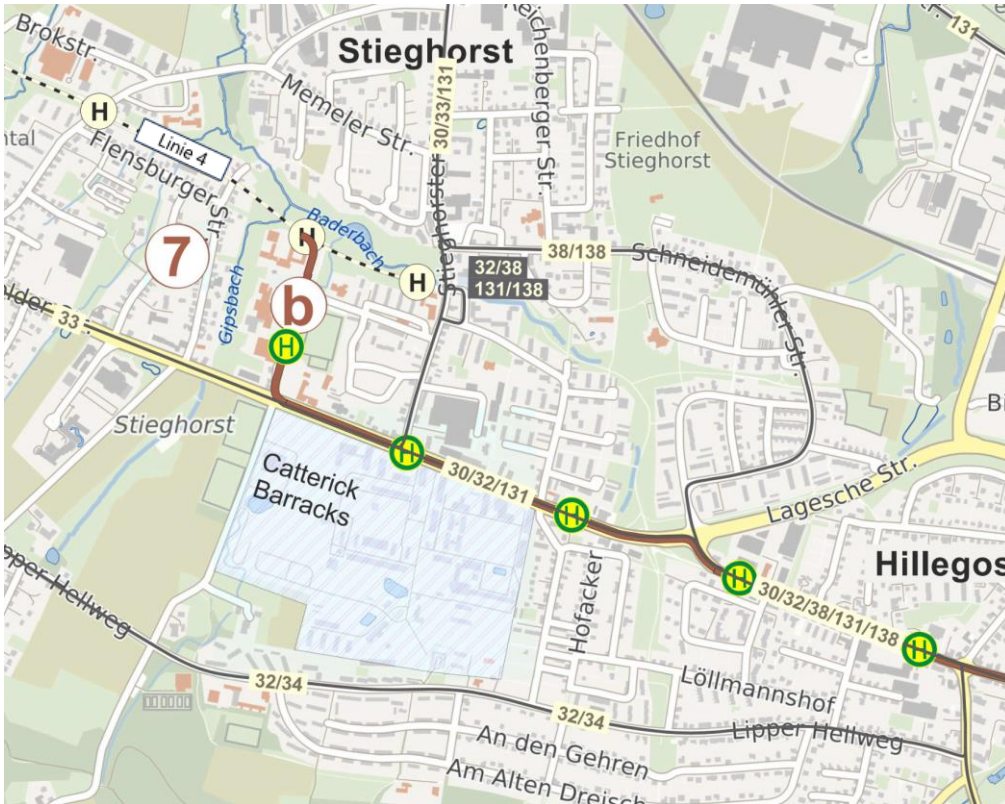 Brokstr.
Stieghorst
Memeler Str.
30/33/131
Reichenberger Str.
131
Friedhof
Stieghorst
H
Linie 4
Flensburger Str.
7
Baderbach
H
H
b
Gipsbach
Stieghorster
38/138
32/38
131/138
Schneidemühler Str.
33
H
Stieghorst
H
Catterick
Barracks
30/32/131
H
Lagesche Str.
Hillegos
H
30/32/38/131/138
H
Hofacker
pper Hellweg
32/34
32/34
Löllmannshof
Lipper Hellweg
An den Gehren
Am Alten Dreisch